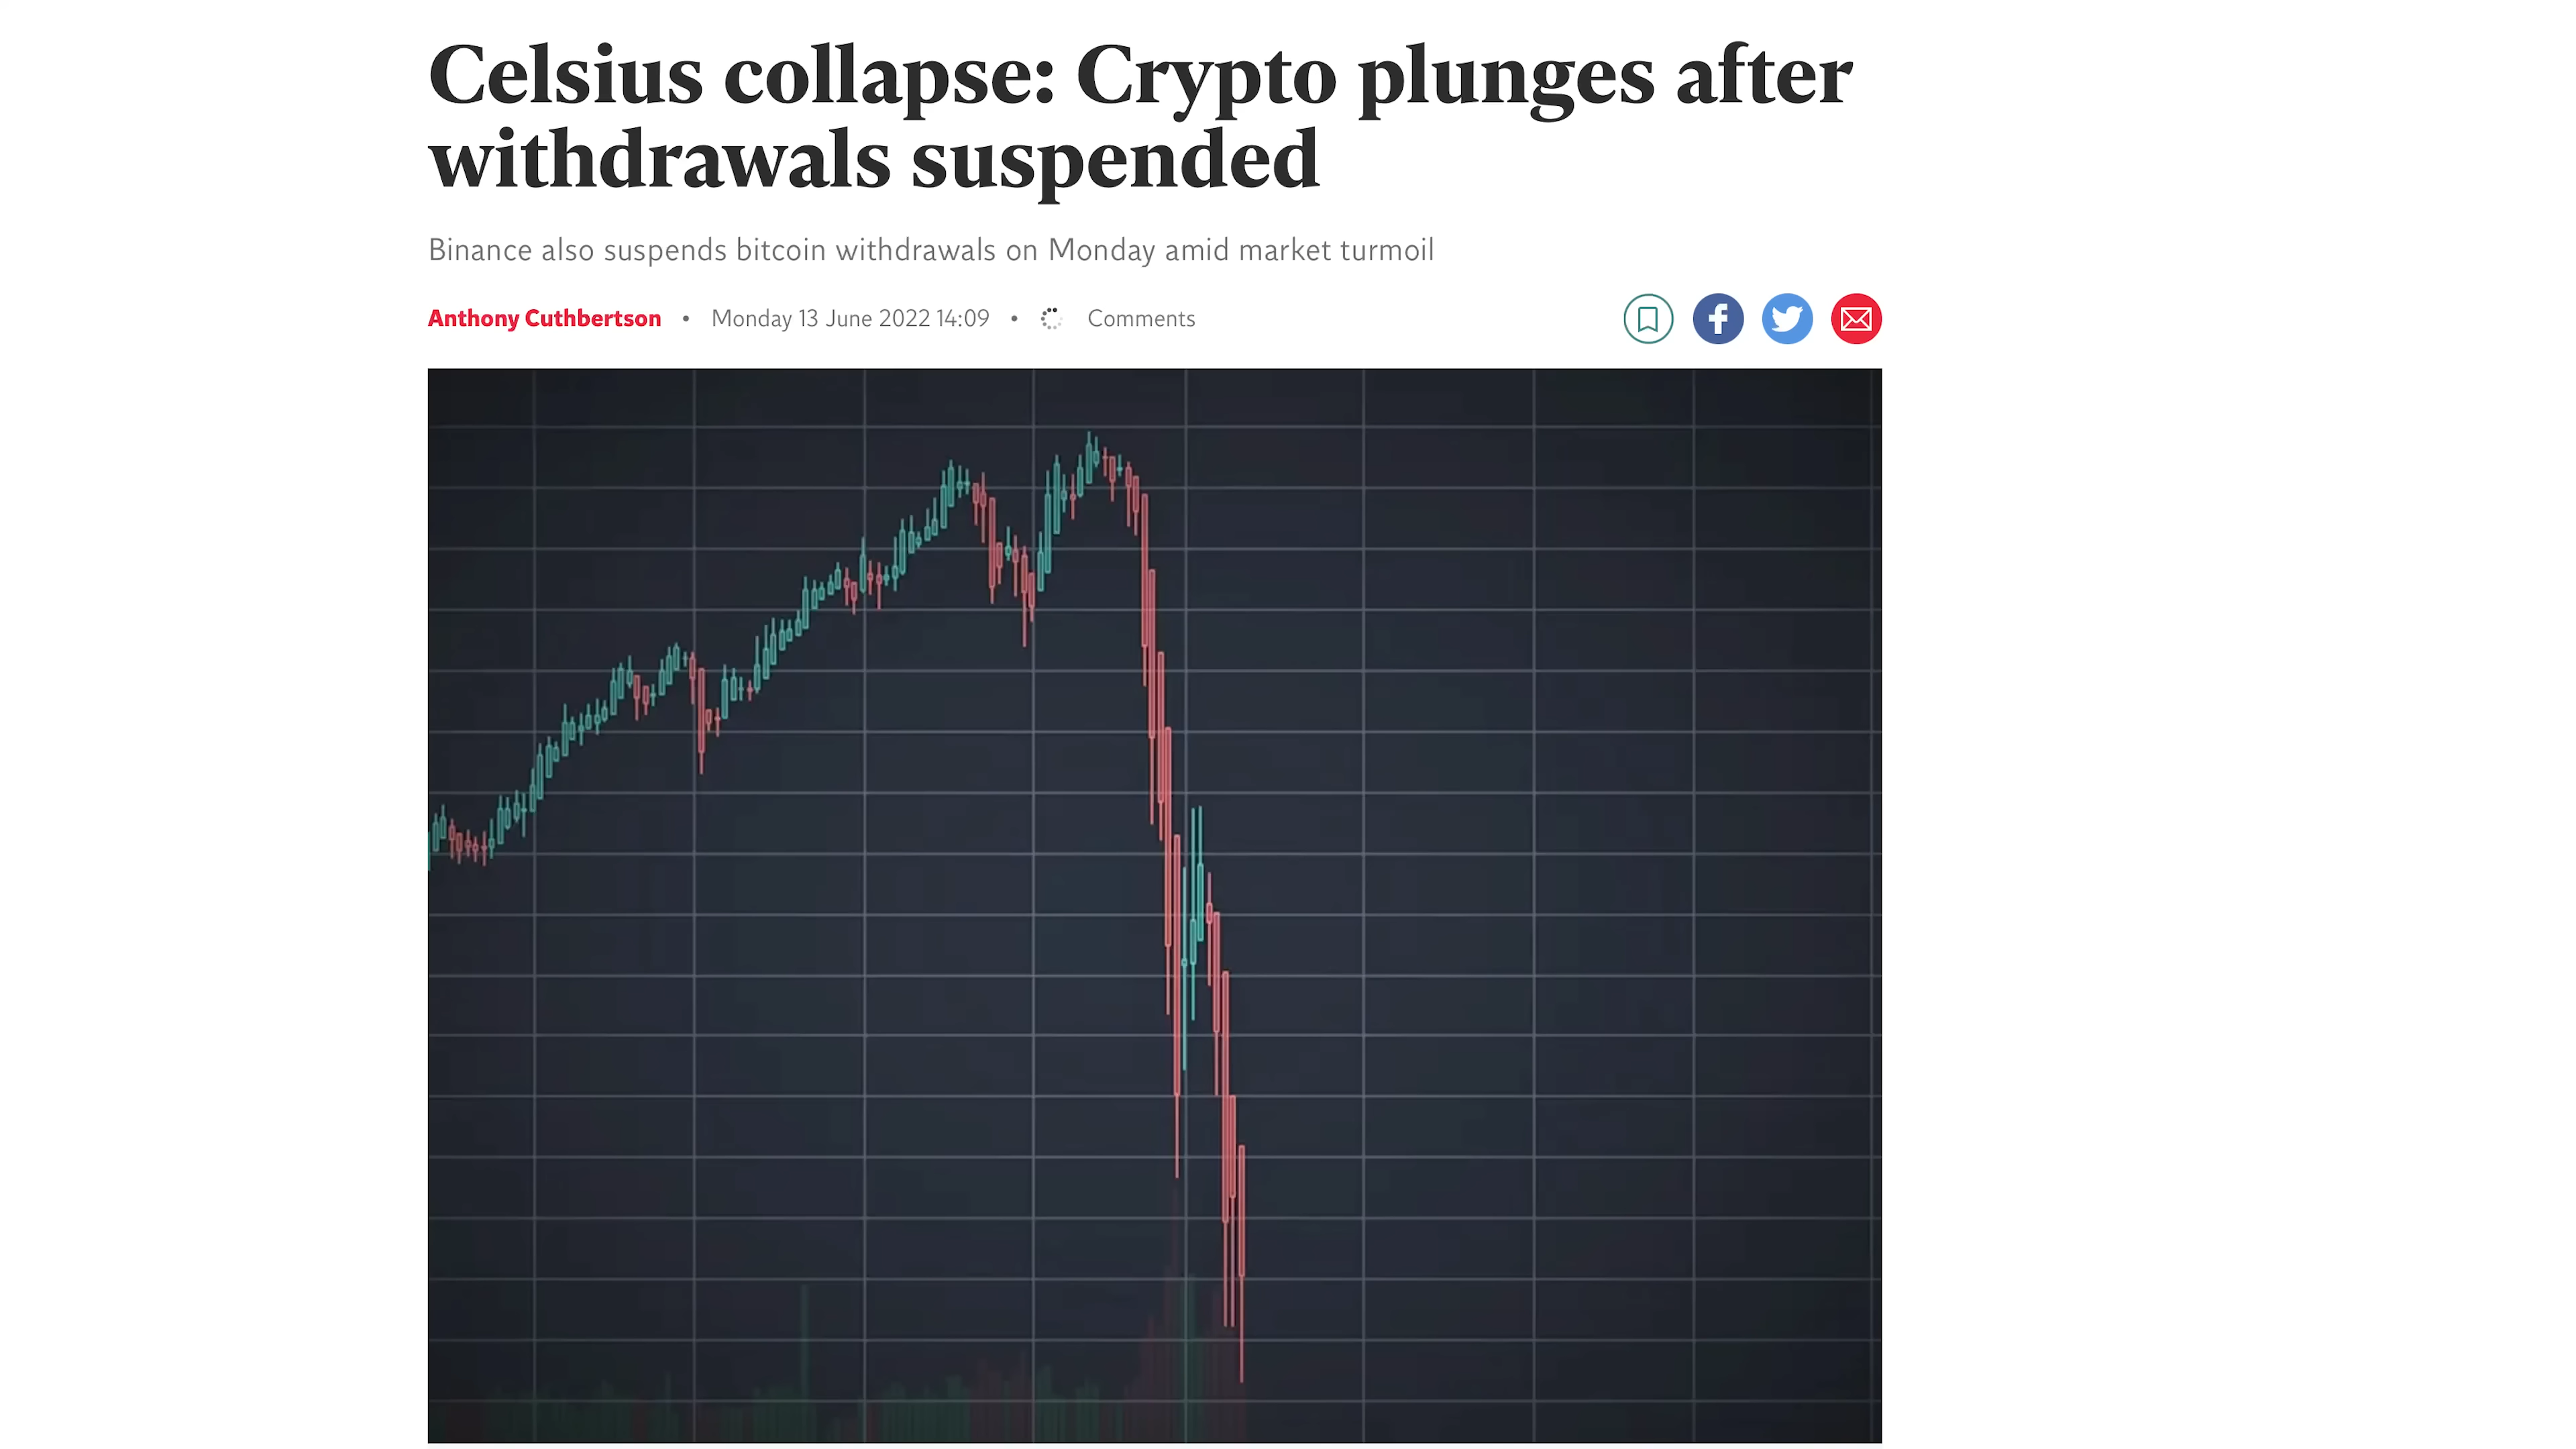 Celsius collapse: Crypto plunges after
withdrawals suspended
Binance also suspends bitcoin withdrawals on Monday amid market turmoil
Anthony Cuthbertson • Monday 13 June 2022 14:09 • Comments